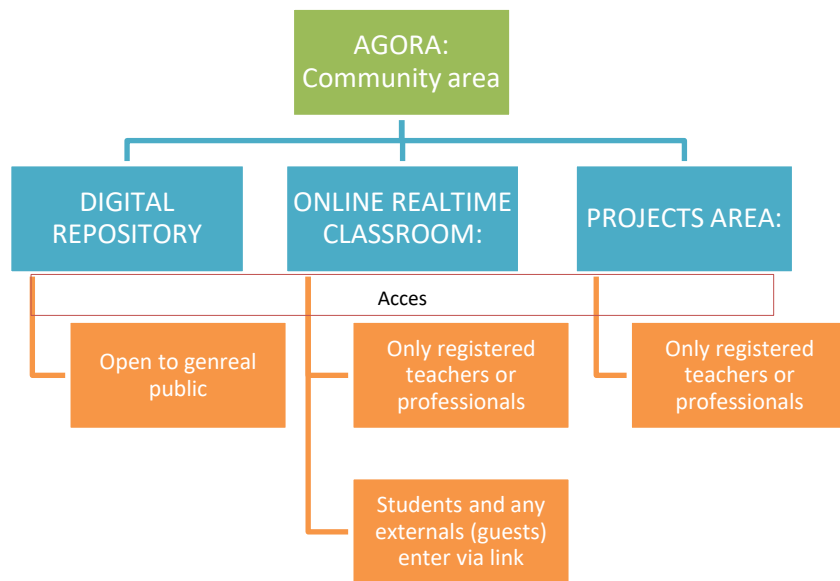 AGORA:
Community area
DIGITAL
REPOSITORY
ONLINE REALTIME
CLASSROOM:
PROJECTS AREA:
Acces
Open to genreal
public
Only registered
teachers or
professionals
Only registered
teachers or
professionals
Students and any
externals (guests)
enter via link